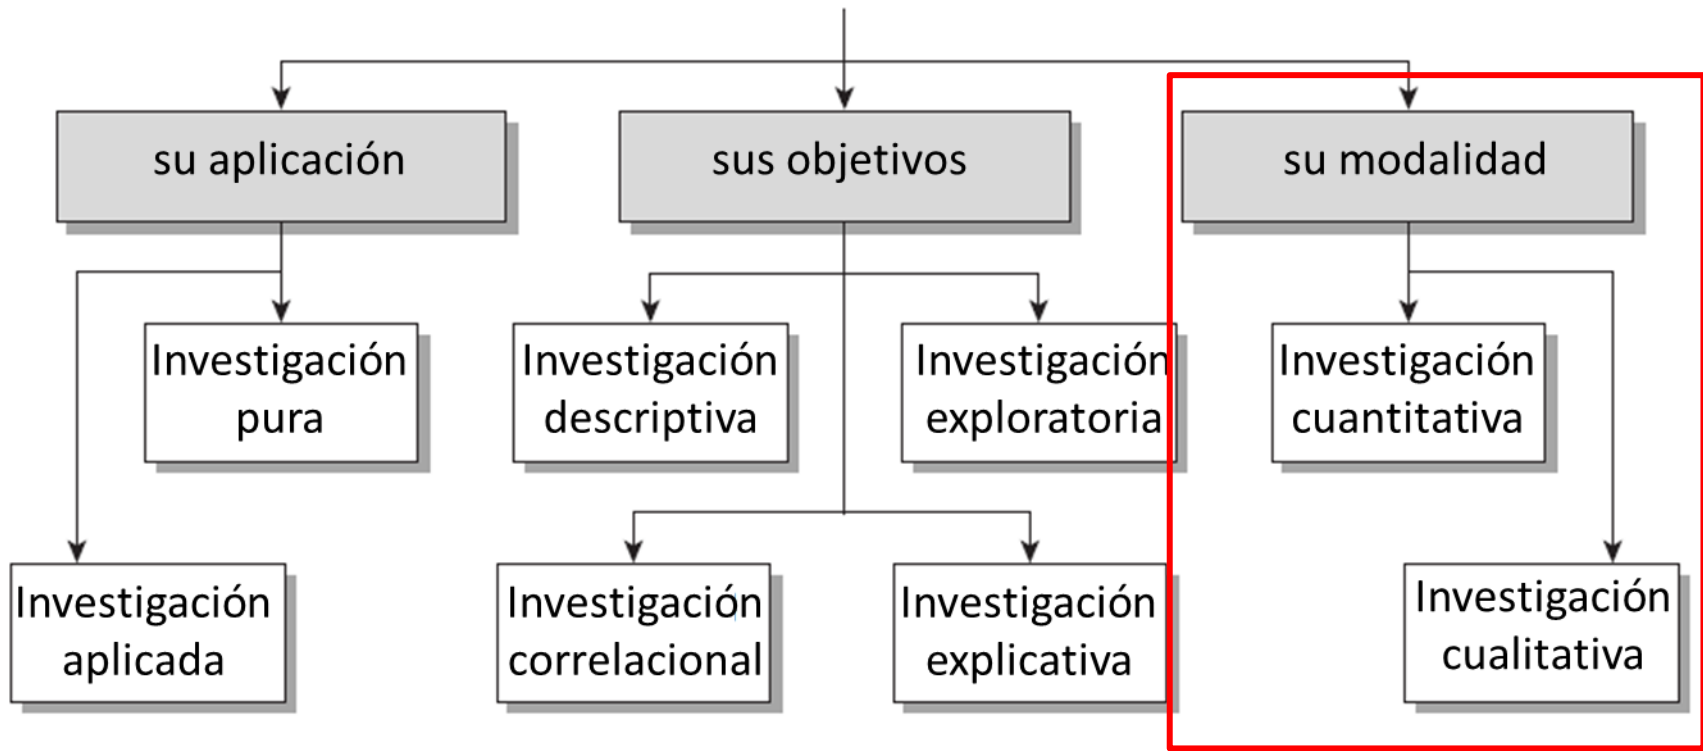 su aplicación
sus objetivos
su modalidad
Investigación
pura
Investigación
descriptiva
Investigación
exploratoria
Investigación
cuantitativa
Investigación
aplicada
Investigación
correlacional
Investigación
explicativa
Investigación
cualitativa